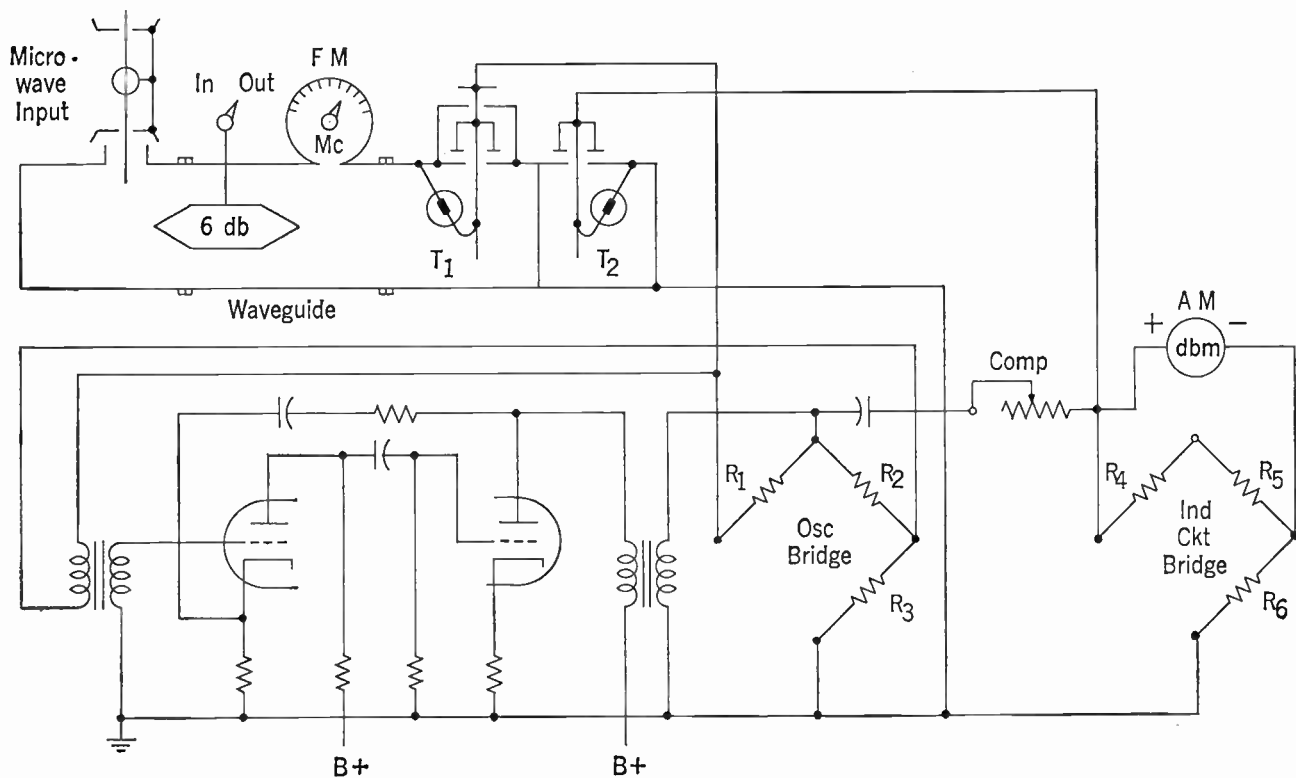 Micro-
wave
Input
In Out
F M
Mc
6 db
T1
T2
Waveguide
A M
+ dbm -
Comp
R1
R2
Osc
Bridge
R3
R4
R5
Ind
Ckt
Bridge
R6
B+
B+